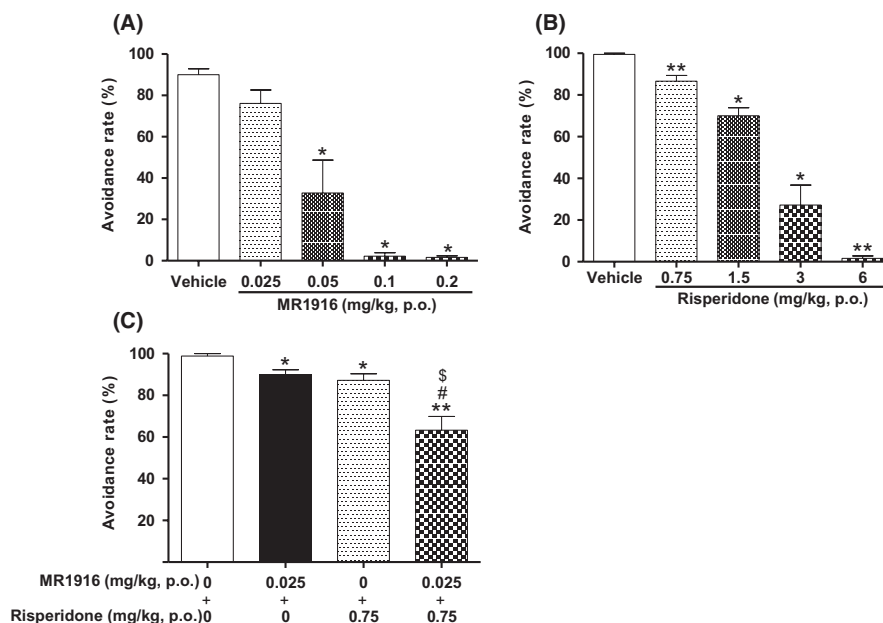 (A)
100
80
60
40
20
0
Avoidance rate (%)
*
*
*
Vehicle 0.025 0.05 0.1 0.2
MR1916 (mg/kg, p.o.)
(B)
100
80
60
40
20
0
Avoidance rate (%)
**
*
*
**
Vehicle 0.75 1.5 3 6
Risperidone (mg/kg, p.o.)
(C)
100
80
60
40
20
Avoidance rate (%)
*
*
$
#
**
MR1916 (mg/kg, p.o.) 0 0.025 0 0.025
+ + + +
Risperidone (mg/kg, p.o.) 0 0 0.75 0.75